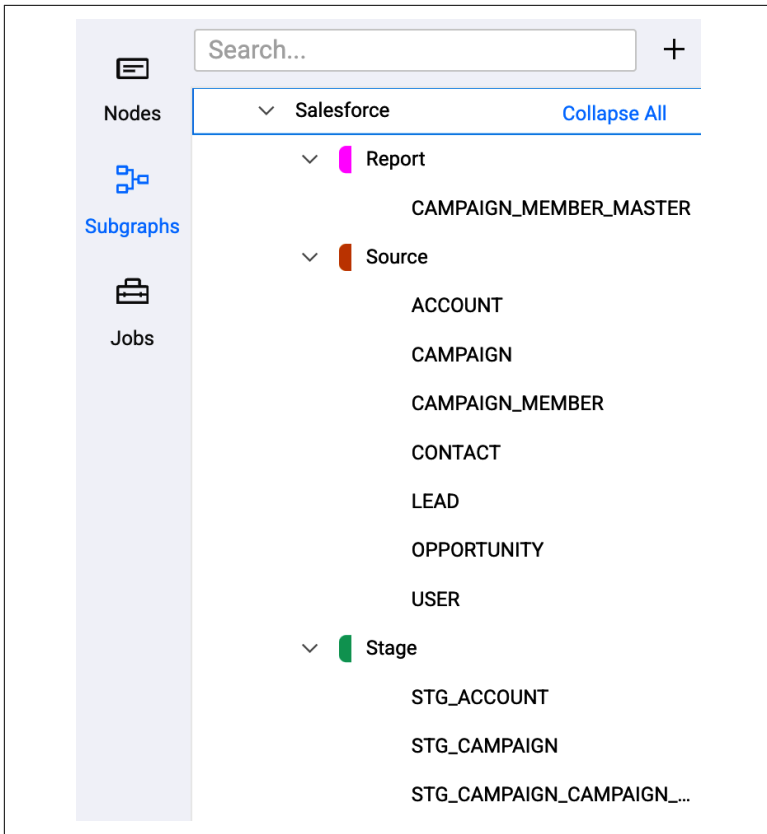 Search...
Nodes
Salesforce Collapse All
Report
CAMPAIGN_MEMBER_MASTER
Subgraphs
Source
ACCOUNT
Jobs
CAMPAIGN
CAMPAIGN_MEMBER
CONTACT
LEAD
OPPORTUNITY
USER
Stage
STG_ACCOUNT
STG_CAMPAIGN
STG_CAMPAIGN_CAMPAIGN_...